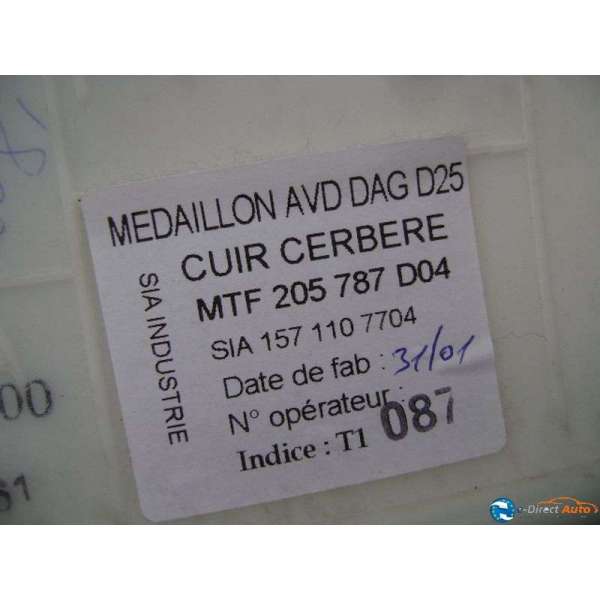 MEDAILLON AVD DAG D25
CUIR CERBERE
MTF 205 787 D04
SIA 157 110 7704
Date de fab : 31/01
N° opérateur : 087
Indice : T1
SIA INDUSTRIE
00
61
e-Direct Auto